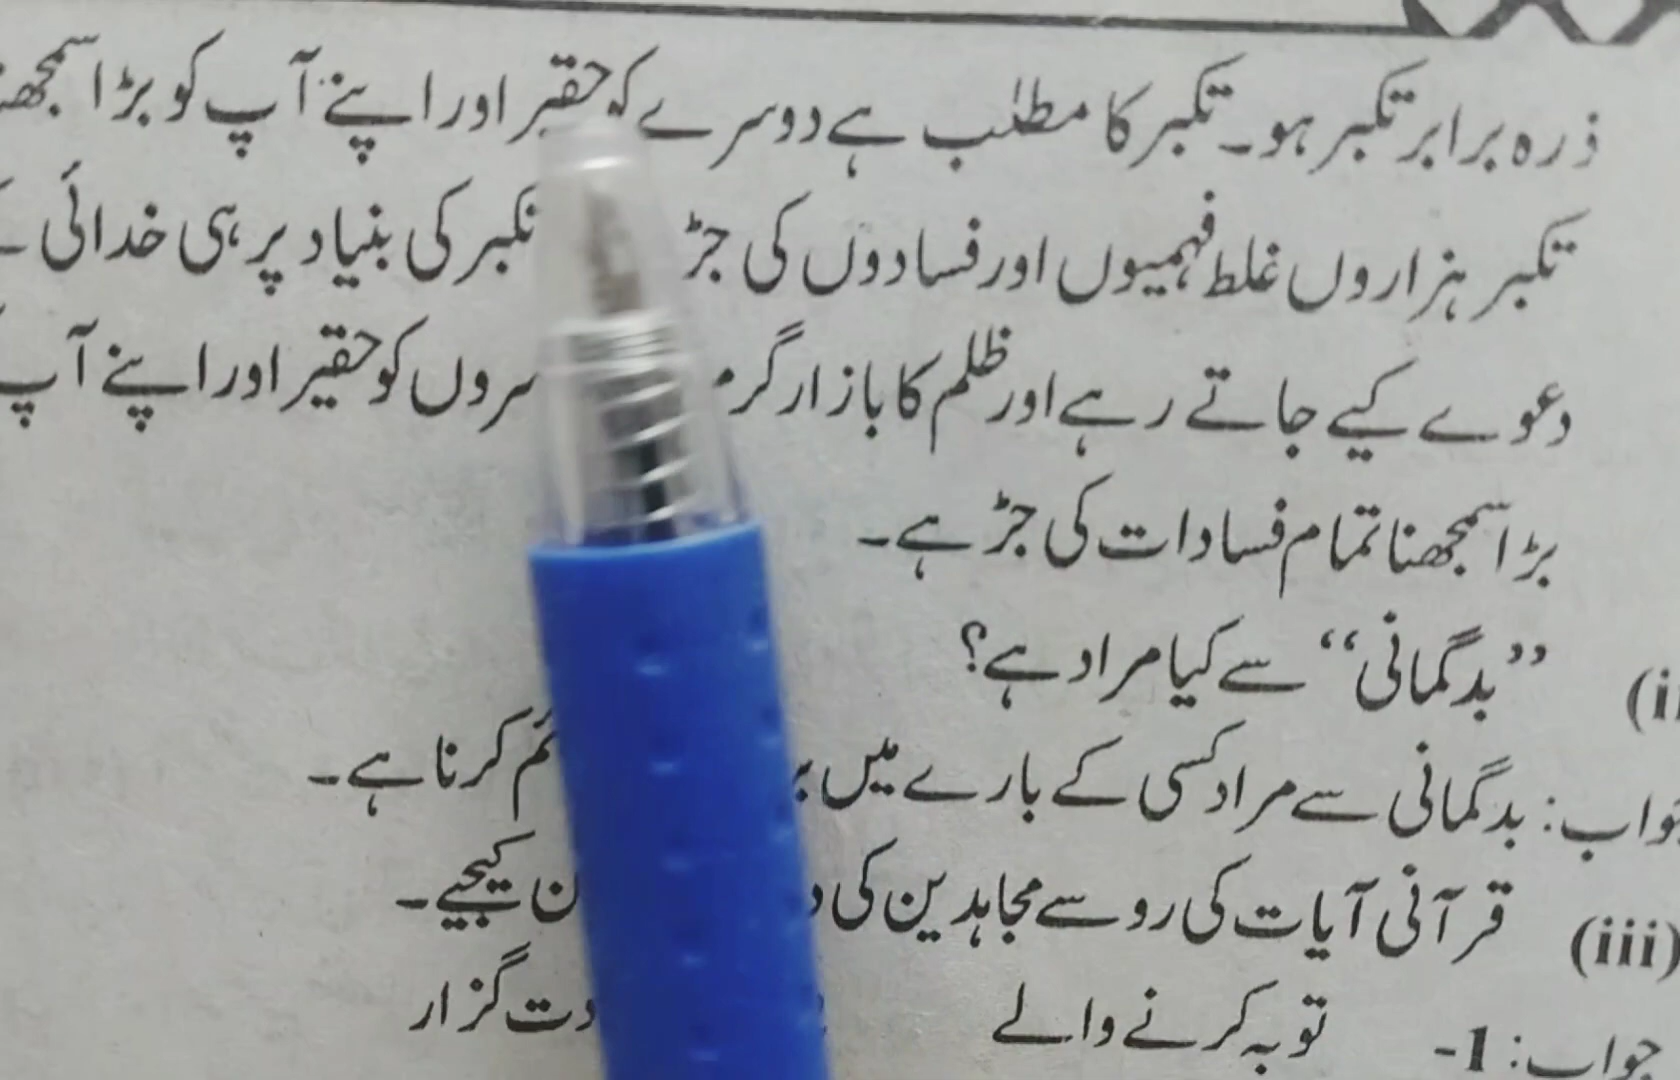 ذرہ برابر تکبر ہو۔ تکبر کا مطلب ہے دوسرے کو حقیر اور اپنے آپ کو بڑا
تکبر ہزاروں غلط فہمیوں اور فسادوں کی جڑ تکبر کی بنیاد پر ہی خدائی
دعوے کیے جاتے رہے اور ظلم کا بازار گرم سروں کو حقیر اور اپنے آپ
بڑا سمجھنا تمام فسادات کی جڑ ہے۔
’’بدگمانی‘‘ سے کیا مراد ہے؟
جواب: بدگمانی سے مراد کسی کے بارے میں کرنا ہے۔
(iii) قرآنی آیات کی رو سے مجاہدین کی کیجیے۔
جواب: 1- توبہ کرنے والے گزار